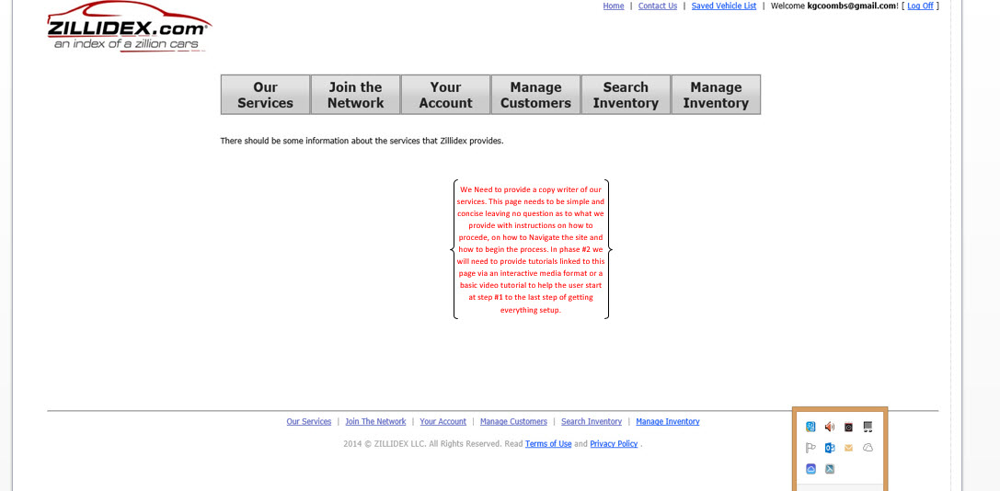 Home | Contact Us | Saved Vehicle List | Welcome kgcoombs@gmail.com! [ Log Off ]
ZILLIDEX.com
an index of a zillion cars
Our Services
Join the Network
Your Account
Manage Customers
Search Inventory
Manage Inventory
There should be some information about the services that Zillidex provides.
We Need to provide a copy writer of our
services. This page needs to be simple and
concise leaving no question as to what we
provide with instructions on how to
procede, on how to Navigate the site and
how to begin the process. In phase #2 we
will need to provide tutorials linked to this
page via an interactive media format or a
basic video tutorial to help the user start
at step #1 to the last step of getting
everything setup.
Our Services | Join The Network | Your Account | Manage Customers | Search Inventory | Manage Inventory
2014 © ZILLIDEX LLC. All Rights Reserved. Read Terms of Use and Privacy Policy .